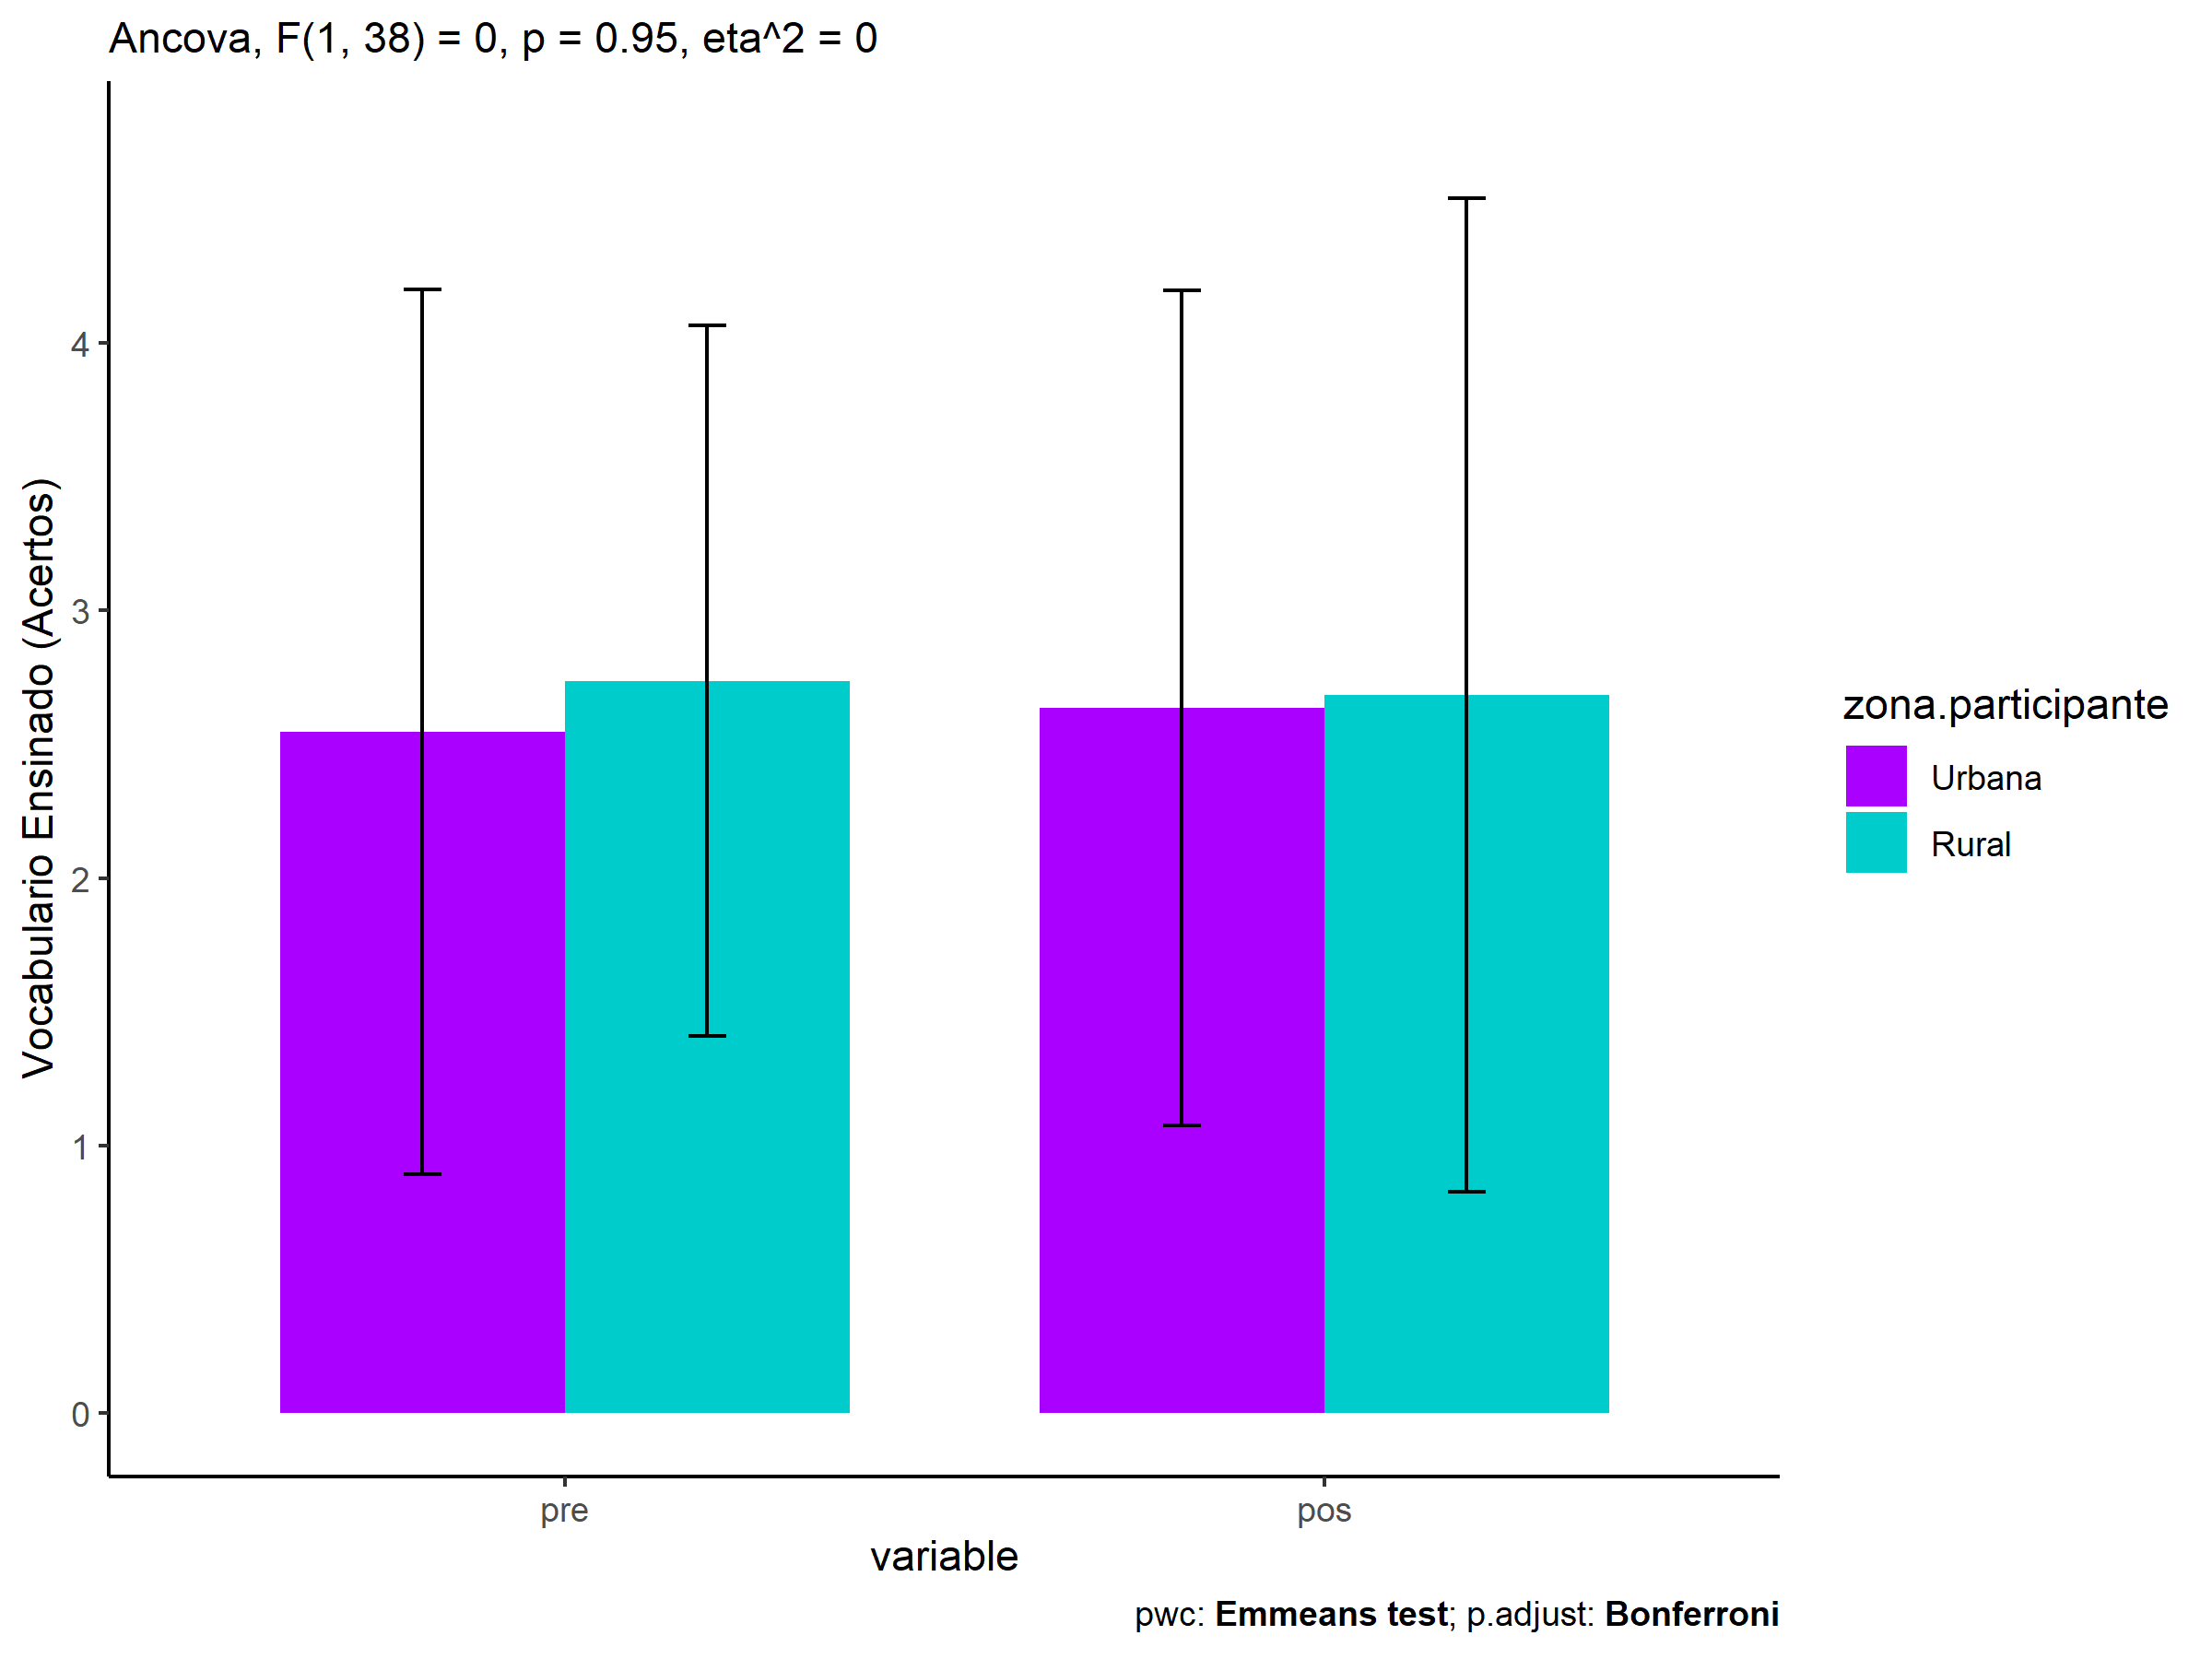 Ancova, F(1, 38) = 0, p = 0.95, eta^2 = 0
Vocabulario Ensinado (Acertos)
4
3
2
1
0
pre
pos
variable
zona.participante
Urbana
Rural
pwc: Emmeans test; p.adjust: Bonferroni